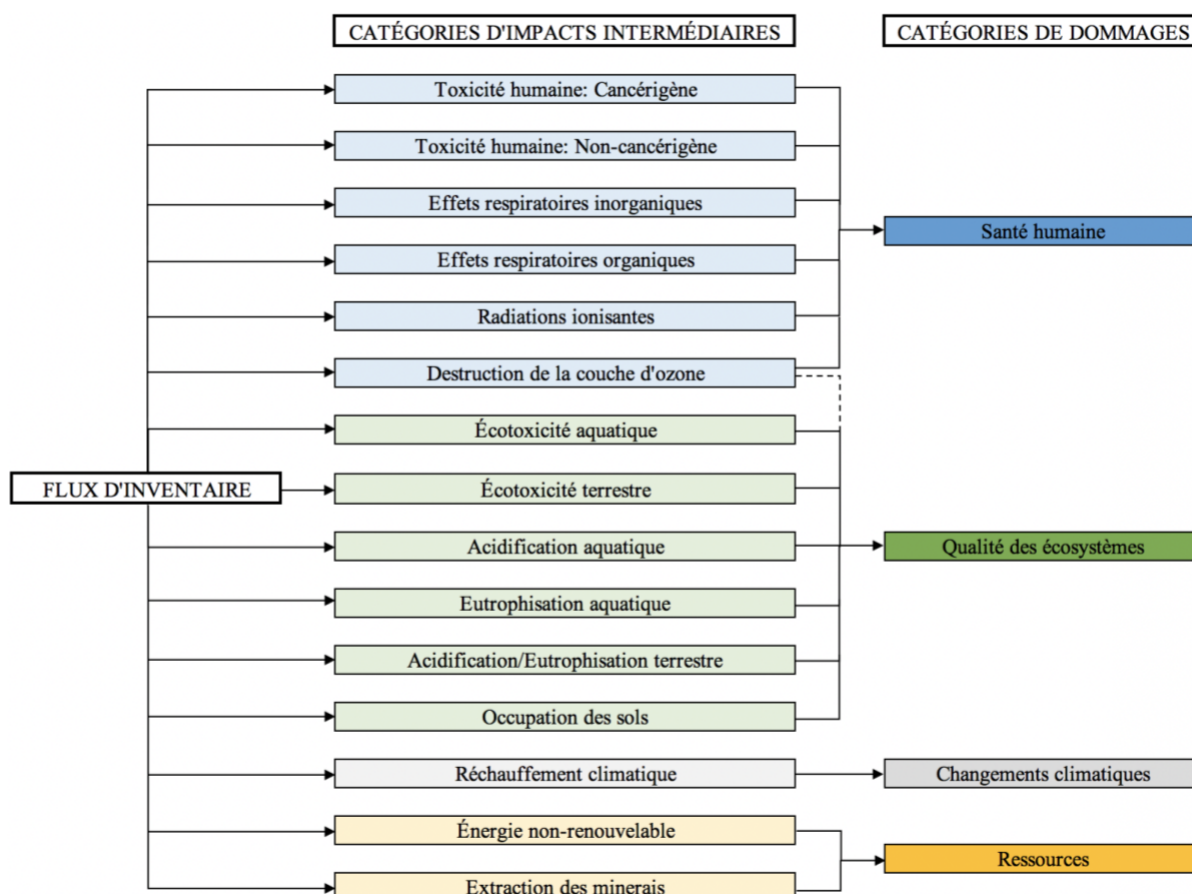 CATÉGORIES D'IMPACTS INTERMÉDIAIRES
CATÉGORIES DE DOMMAGES
Toxicité humaine: Cancérigène
Toxicité humaine: Non-cancérigène
Effets respiratoires inorganiques
Santé humaine
Effets respiratoires organiques
Radiations ionisantes
Destruction de la couche d'ozone
Écotoxicité aquatique
FLUX D'INVENTAIRE
Écotoxicité terrestre
Acidification aquatique
Qualité des écosystèmes
Eutrophisation aquatique
Acidification/Eutrophisation terrestre
Occupation des sols
Réchauffement climatique
Changements climatiques
Énergie non-renouvelable
Ressources
Extraction des minerais